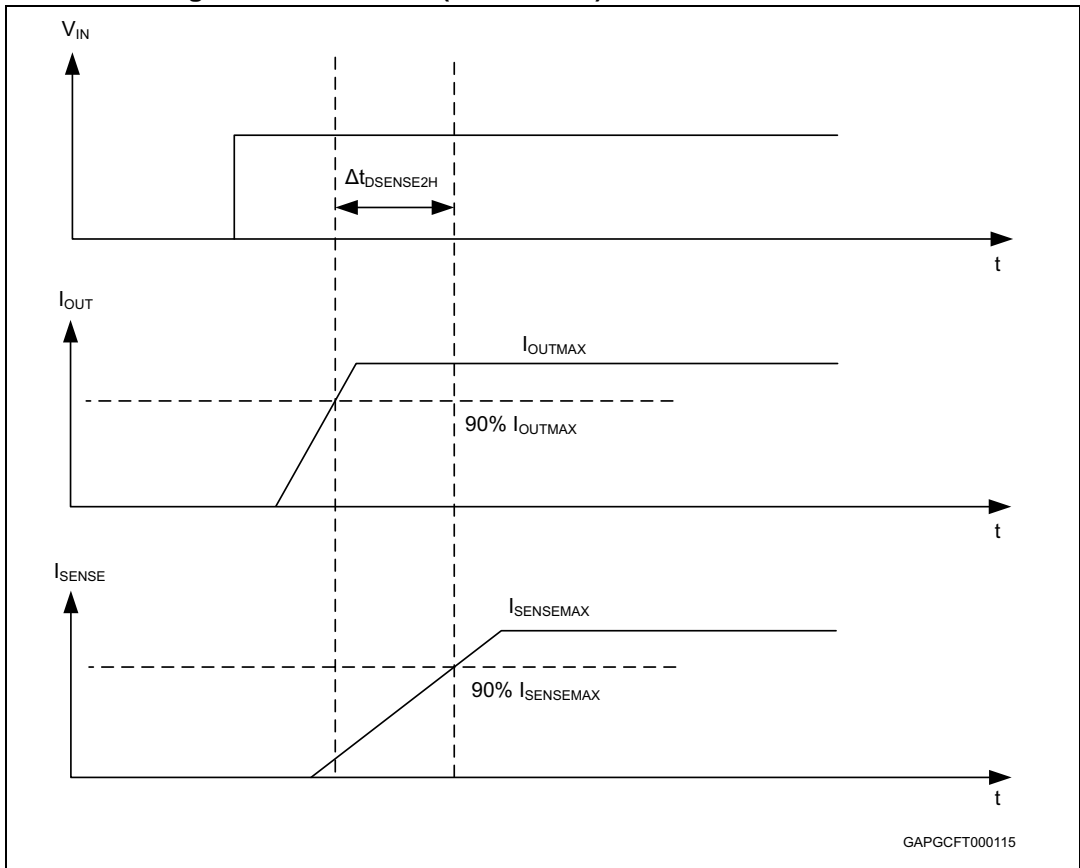 V_IN
Δt_DSENSE2H
t
I_OUT
I_OUTMAX
90% I_OUTMAX
t
I_SENSE
I_SENSEMAX
90% I_SENSEMAX
t
GAPGCFT000115